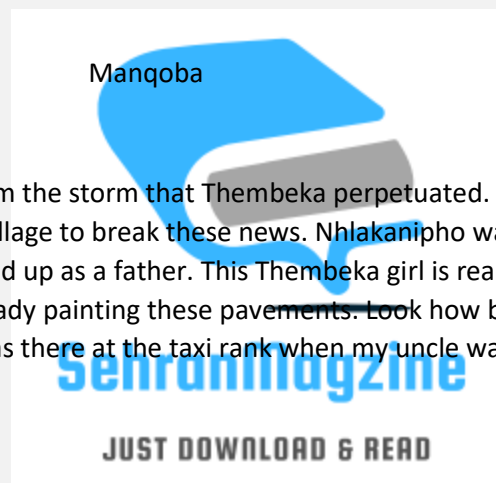 Manqoba
m the storm that Thembeka perpetuated.
llage to break these news. Nhlakanipho wa
d up as a father. This Thembeka girl is rea
ady painting these pavements. Look how b
s there at the taxi rank when my uncle wa
SehranMagzine
JUST DOWNLOAD & READ